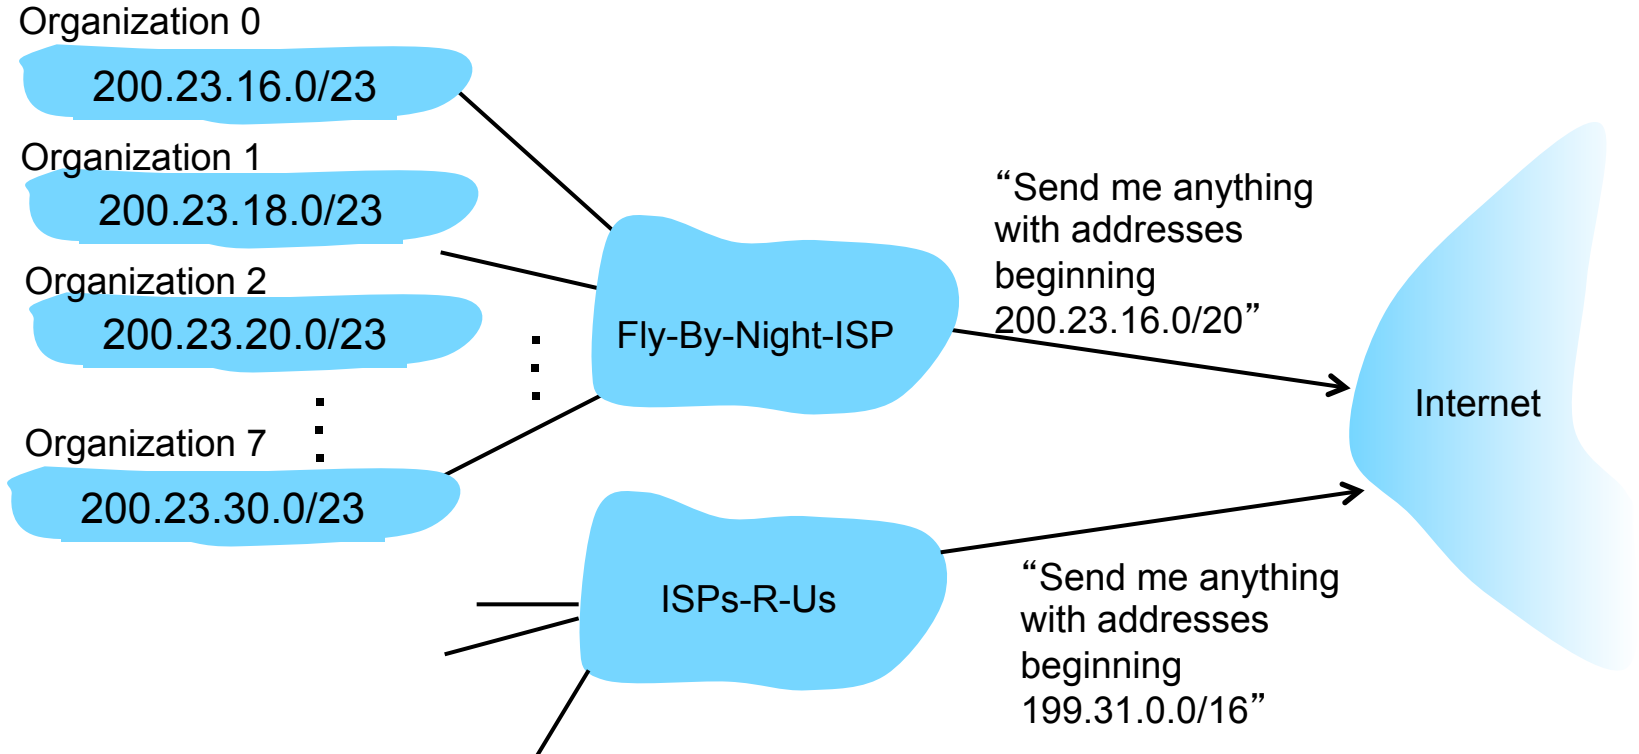 Organization 0
200.23.16.0/23
Organization 1
200.23.18.0/23
Organization 2
200.23.20.0/23
Organization 7
200.23.30.0/23
Fly-By-Night-ISP
“Send me anything
with addresses
beginning
200.23.16.0/20”
Internet
ISPs-R-Us
“Send me anything
with addresses
beginning
199.31.0.0/16”